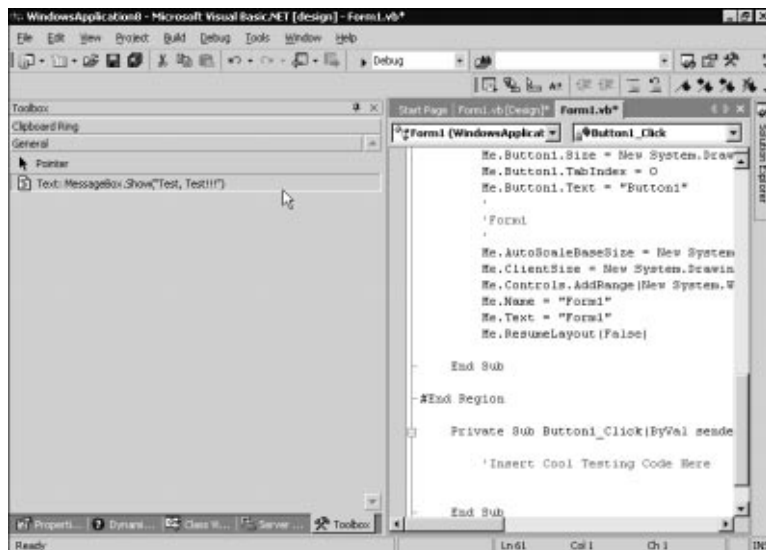 WindowsApplication8 - Microsoft Visual Basic.NET [design] - Form1.vb*
File Edit View Project Build Debug Tools Window Help
Debug
Toolbox
Clipboard Ring
General
Pointer
Text: MessageBox.Show("Test, Test!!!")
Start Page Form1.vb [Design]* Form1.vb*
Form1 (WindowsApplicat Button1_Click
Me.Button1.Size = New System.Draw
Me.Button1.TabIndex = 0
Me.Button1.Text = "Button1"
'
'Form1
'
Me.AutoScaleBaseSize = New System
Me.ClientSize = New System.Drawin
Me.Controls.AddRange(New System.W
Me.Name = "Form1"
Me.Text = "Form1"
Me.ResumeLayout(False)
End Sub
#End Region
Private Sub Button1_Click(ByVal sende
'Insert Cool Testing Code Here
End Sub
Solution Explorer
Properti... Dynami... Class V... Server ... Toolbox
Ready Ln 61 Col 1 Ch 1 INS